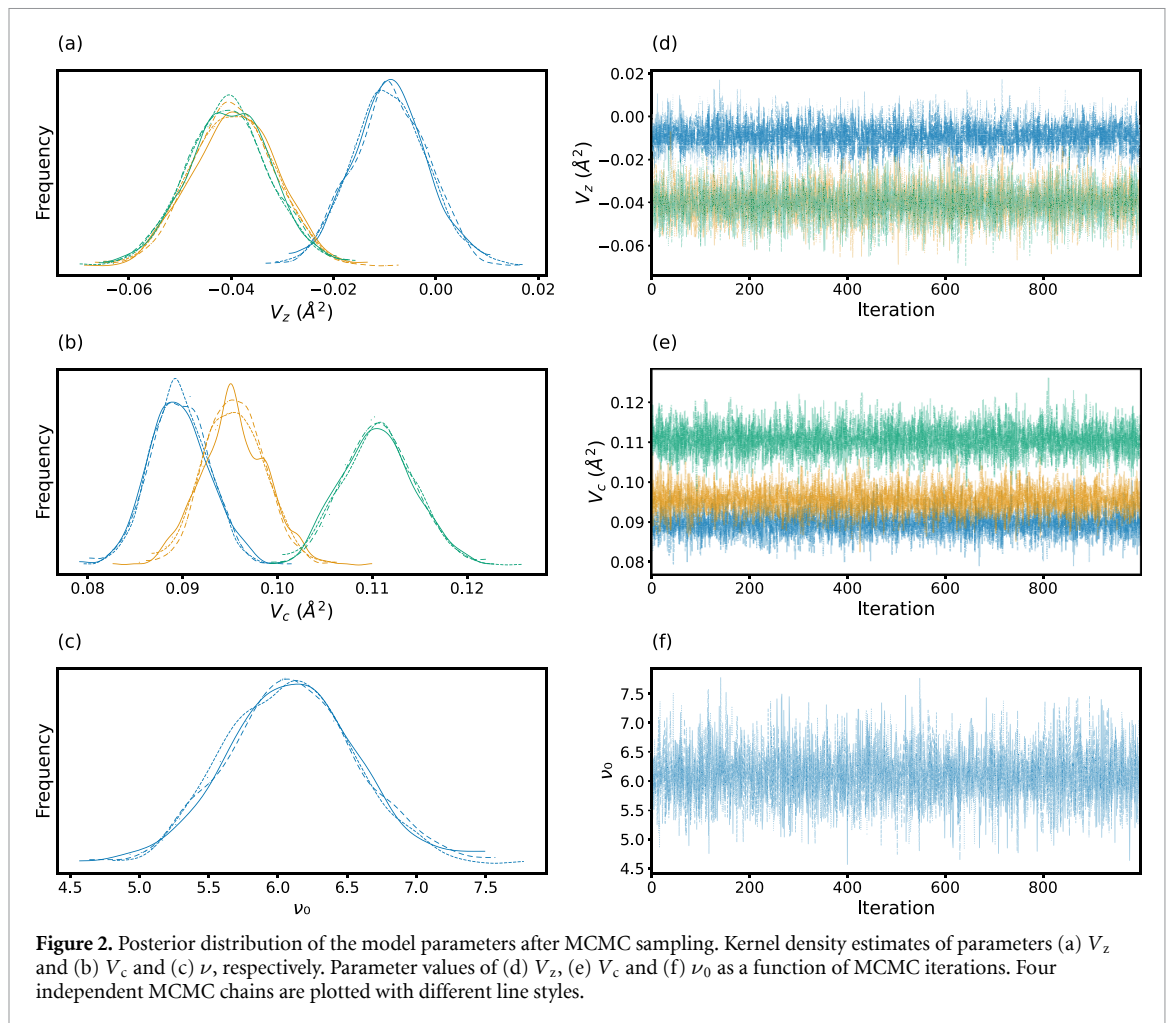 (a)
Frequency
−0.06 −0.04 −0.02 0.00 0.02
V_z (Å²)
(d)
V_z (Å²)
0.02
0.00
−0.02
−0.04
−0.06
0 200 400 600 800
Iteration
(b)
Frequency
0.08 0.09 0.10 0.11 0.12
V_c (Å²)
(e)
V_c (Å²)
0.12
0.11
0.10
0.09
0.08
0 200 400 600 800
Iteration
(c)
Frequency
4.5 5.0 5.5 6.0 6.5 7.0 7.5
ν₀
(f)
ν₀
7.5
7.0
6.5
6.0
5.5
5.0
4.5
0 200 400 600 800
Iteration
Figure 2. Posterior distribution of the model parameters after MCMC sampling. Kernel density estimates of parameters (a) V_z
and (b) V_c and (c) ν, respectively. Parameter values of (d) V_z, (e) V_c and (f) ν₀ as a function of MCMC iterations. Four
independent MCMC chains are plotted with different line styles.